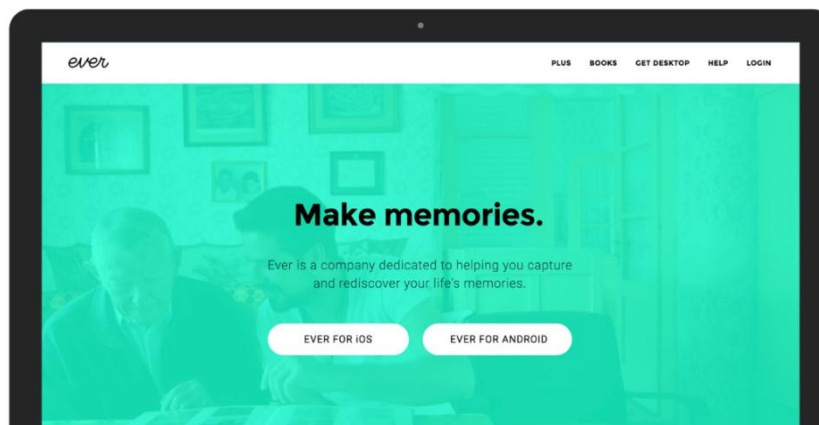 ever
PLUS BOOKS GET DESKTOP HELP LOGIN
Make memories.
Ever is a company dedicated to helping you capture
and rediscover your life's memories.
EVER FOR iOS EVER FOR ANDROID